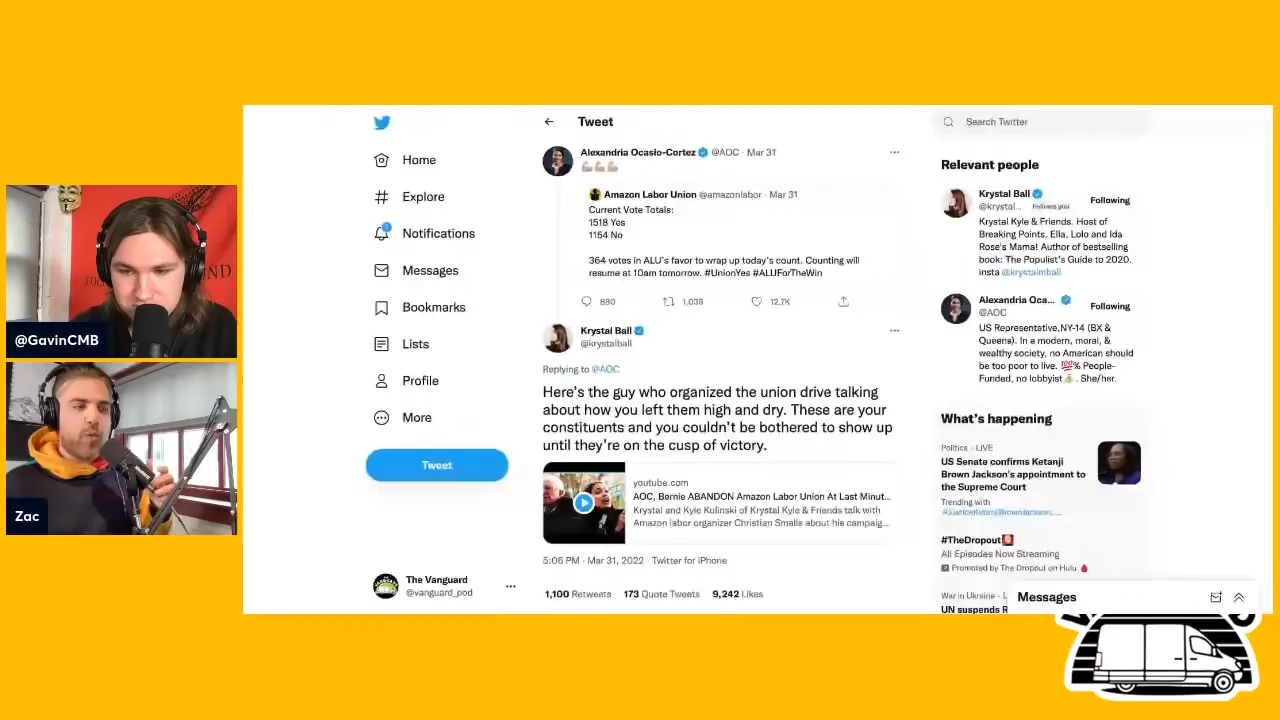 @GavinCMB
Zac
Home
Explore
Notifications
Messages
Bookmarks
Lists
Profile
More
Tweet
The Vanguard
@vanguard_pod
Tweet
Alexandria Ocasio-Cortez @AOC · Mar 31
Amazon Labor Union @amazonlabor · Mar 31
Current Vote Totals:
1518 Yes
1154 No
364 votes in ALU's favor to wrap up today's count. Counting will
resume at 10am tomorrow. #UnionYes #ALUForTheWin
880 1,035 12.7K
Krystal Ball
@krystalball
Replying to @AOC
Here's the guy who organized the union drive talking
about how you left them high and dry. These are your
constituents and you couldn't be bothered to show up
until they're on the cusp of victory.
youtube.com
AOC, Bernie ABANDON Amazon Labor Union At Last Minut...
Krystal and Kyle Kulinski of Krystal Kyle & Friends talk with
Amazon labor organizer Christian Smalls about his campaig...
5:06 PM · Mar 31, 2022 · Twitter for iPhone
1,100 Retweets 173 Quote Tweets 9,242 Likes
Search Twitter
Relevant people
Krystal Ball
@krystal... Follows you
Following
Krystal Kyle & Friends. Host of
Breaking Points. Ella, Lolo and Ida
Rose's Mama! Author of bestselling
book: The Populist's Guide to 2020.
insta @krystalmball
Alexandria Oca...
@AOC
Following
US Representative,NY-14 (BX &
Queens). In a modern, moral, &
wealthy society, no American should
be too poor to live. 💯% People-
Funded, no lobbyist💰. She/her.
What's happening
Politics · LIVE
US Senate confirms Ketanji
Brown Jackson's appointment to
the Supreme Court
Trending with
#JusticeKetanjiBrownJackson...
#TheDropout
All Episodes Now Streaming
Promoted by The Dropout on Hulu
War in Ukraine · L
UN suspends R
Messages